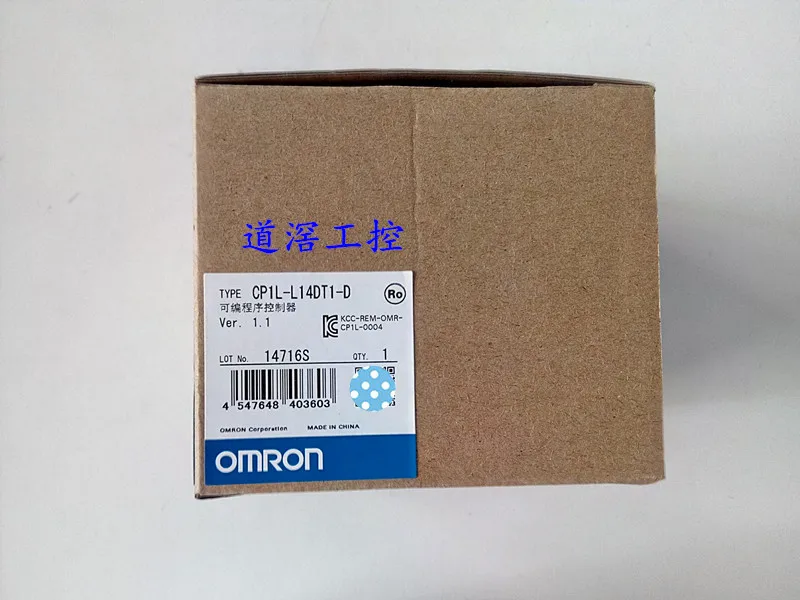 道滘工控
TYPE CP1L-L14DT1-D
Ro
可编程序控制器
Ver. 1.1
KCC-REM-OMR-
CP1L-0004
LOT No. 14716S QTY. 1
4 547648 403603
OMRON Corporation MADE IN CHINA
OMRON